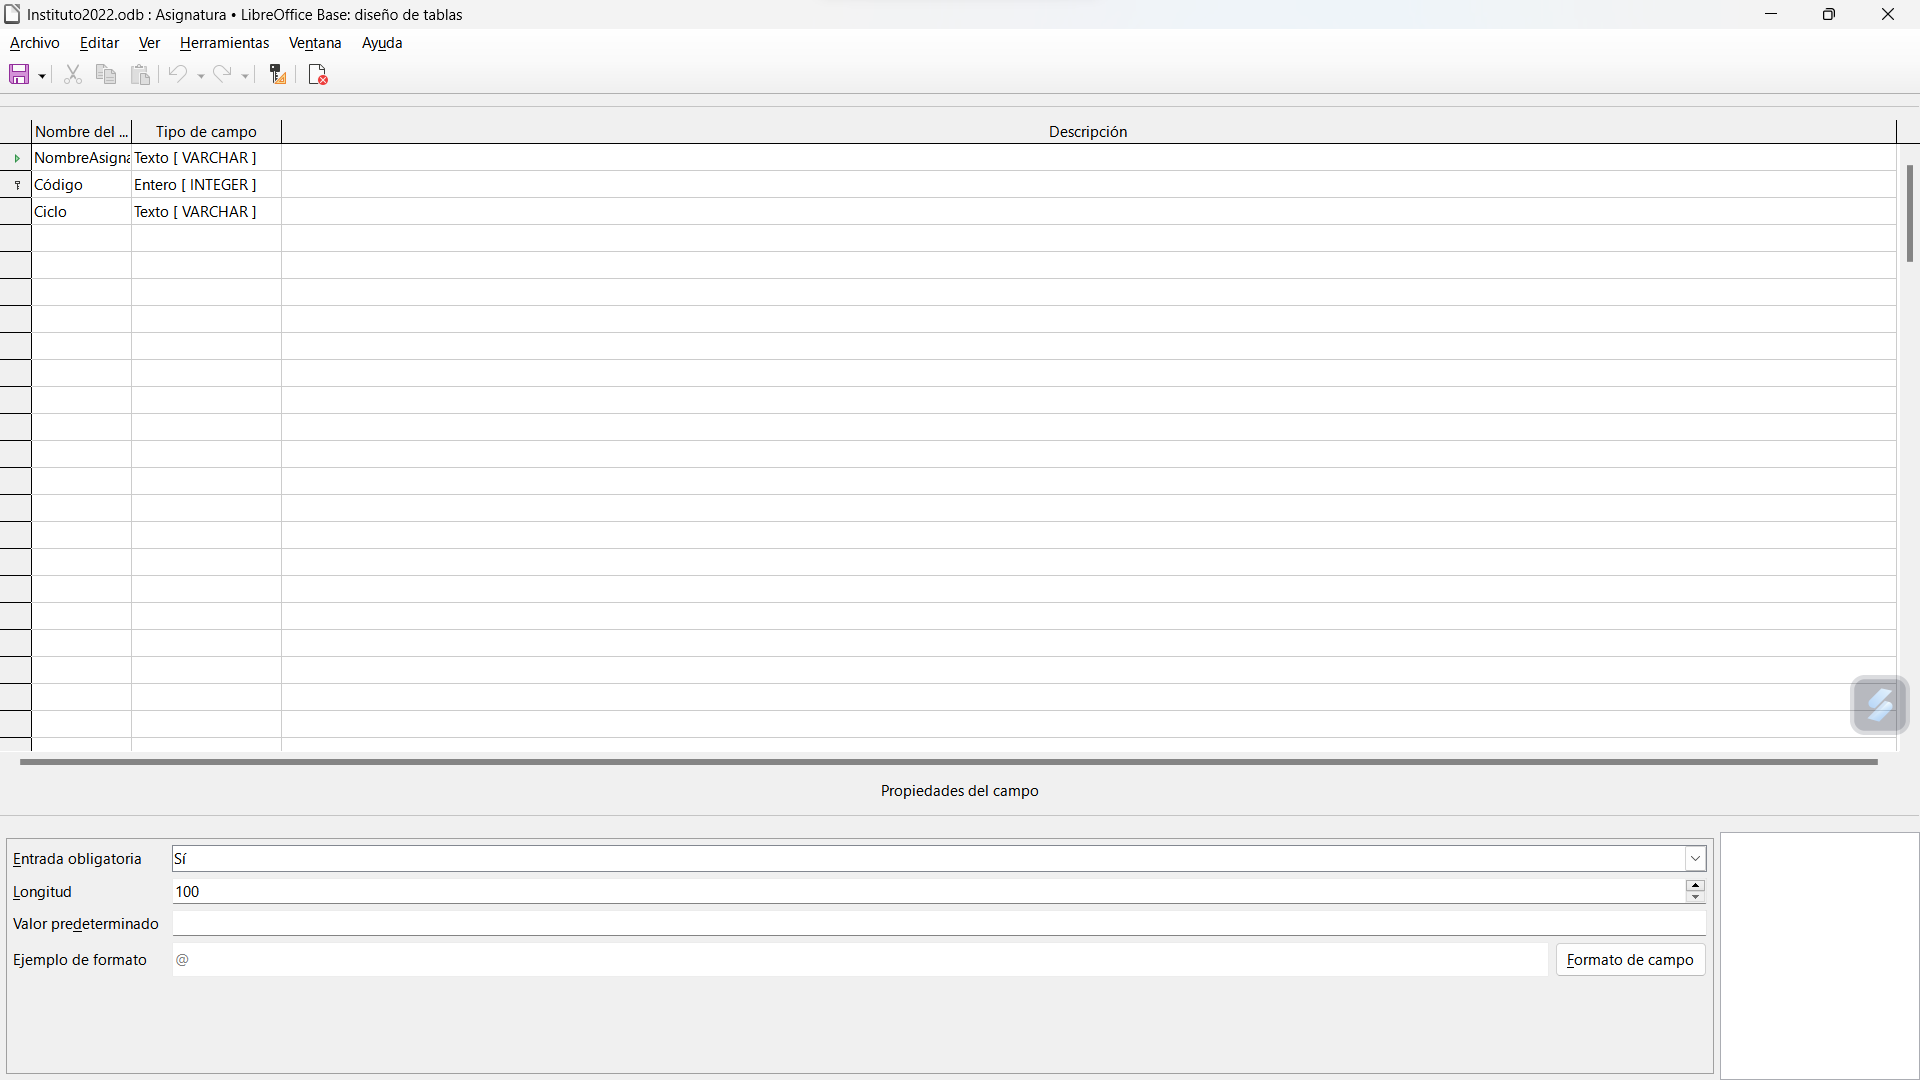 Instituto2022.odb : Asignatura • LibreOffice Base: diseño de tablas
Archivo Editar Ver Herramientas Ventana Ayuda
Nombre del ... Tipo de campo Descripción
NombreAsigna Texto [ VARCHAR ]
Código Entero [ INTEGER ]
Ciclo Texto [ VARCHAR ]
Propiedades del campo
Entrada obligatoria Sí
Longitud 100
Valor predeterminado
Ejemplo de formato @ Formato de campo